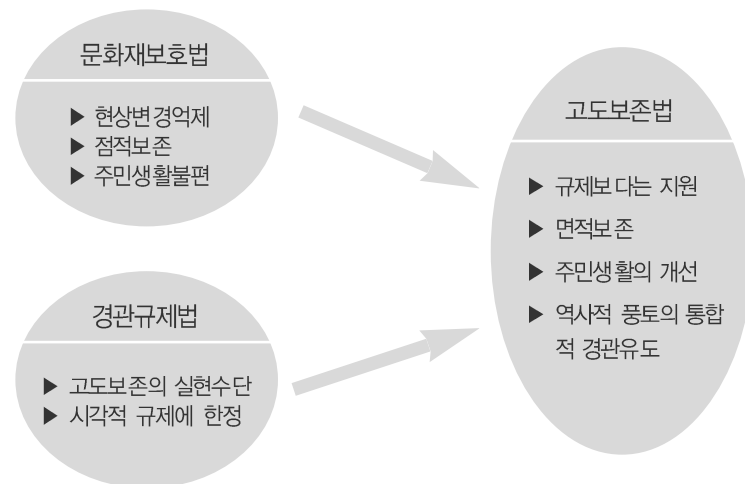 문화재보호법
▶ 현상변경억제
▶ 점적보존
▶ 주민생활불편
경관규제법
▶ 고도보존의 실현수단
▶ 시각적 규제에 한정
고도보존법
▶ 규제보다는 지원
▶ 면적보존
▶ 주민생활의 개선
▶ 역사적 풍토의 통합
적 경관유도